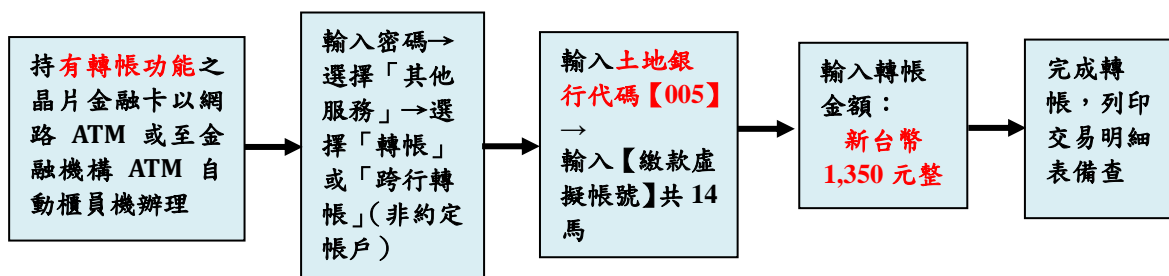 持有轉帳功能之
晶片金融卡以網
路 ATM 或至金
融機構 ATM 自
動櫃員機辦理
輸入密碼→
選擇「其他
服務」→選
擇「轉帳」
或「跨行轉
帳」(非約定
帳戶)
輸入土地銀
行代碼【005】
→
輸入【繳款虛
擬帳號】共 14
馬
輸入轉帳
金額：
新台幣
1,350 元整
完成轉
帳，列印
交易明細
表備查